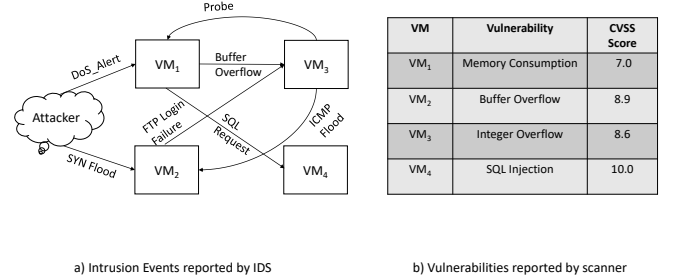 Probe
DoS_Alert
VM1
Buffer
Overflow
VM3
Attacker
FTP Login
Failure
SQL
Request
ICMP
Flood
SYN Flood
VM2
VM4
a) Intrusion Events reported by IDS
VM Vulnerability CVSS Score
VM1 Memory Consumption 7.0
VM2 Buffer Overflow 8.9
VM3 Integer Overflow 8.6
VM4 SQL Injection 10.0
b) Vulnerabilities reported by scanner